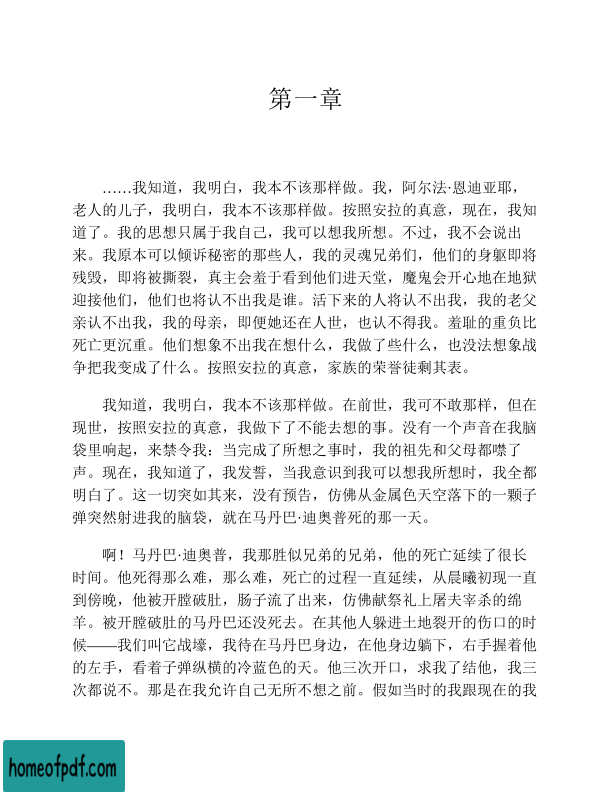 第一章
……我知道，我明白，我本不该那样做。我，阿尔法·恩迪亚耶，
老人的儿子，我明白，我本不该那样做。按照安拉的真意，现在，我知
道了。我的思想只属于我自己，我可以想我所想。不过，我不会说出
来。我原本可以倾诉秘密的那些人，我的灵魂兄弟们，他们的身躯即将
残毁，即将被撕裂，真主会羞于看到他们进天堂，魔鬼会开心地在地狱
迎接他们，他们也将认不出我是谁。活下来的人将认不出我，我的老父
亲认不出我，我的母亲，即便她还在人世，也认不得我。羞耻的重负比
死亡更沉重。他们想象不出我在想什么，我做了些什么，也没法想象战
争把我变成了什么。按照安拉的真意，家族的荣誉徒剩其表。
我知道，我明白，我本不该那样做。在前世，我可不敢那样，但在
现世，按照安拉的真意，我做下了不能去想的事。没有一个声音在我脑
袋里响起，来禁令我：当完成了所想之事时，我的祖先和父母都噤了
声。现在，我知道了，我发誓，当我意识到我可以想我所想时，我全都
明白了。这一切突如其来，没有预告，仿佛从金属色天空落下的一颗子
弹突然射进我的脑袋，就在马丹巴·迪奥普死的那一天。
啊！马丹巴·迪奥普，我那胜似兄弟的兄弟，他的死亡延续了很长
时间。他死得那么难，那么难，死亡的过程一直延续，从晨曦初现一直
到傍晚，他被开膛破肚，肠子流了出来，仿佛献祭礼上屠夫宰杀的绵
羊。被开膛破肚的马丹巴还没死去。在其他人躲进土地裂开的伤口的时
候——我们叫它战壕，我待在马丹巴身边，在他身边躺下，右手握着他
的左手，看着子弹纵横的冷蓝色的天。他三次开口，求我了结他，我三
次都说不。那是在我允许自己无所不想之前。假如当时的我跟现在的我
homeofpdf.com